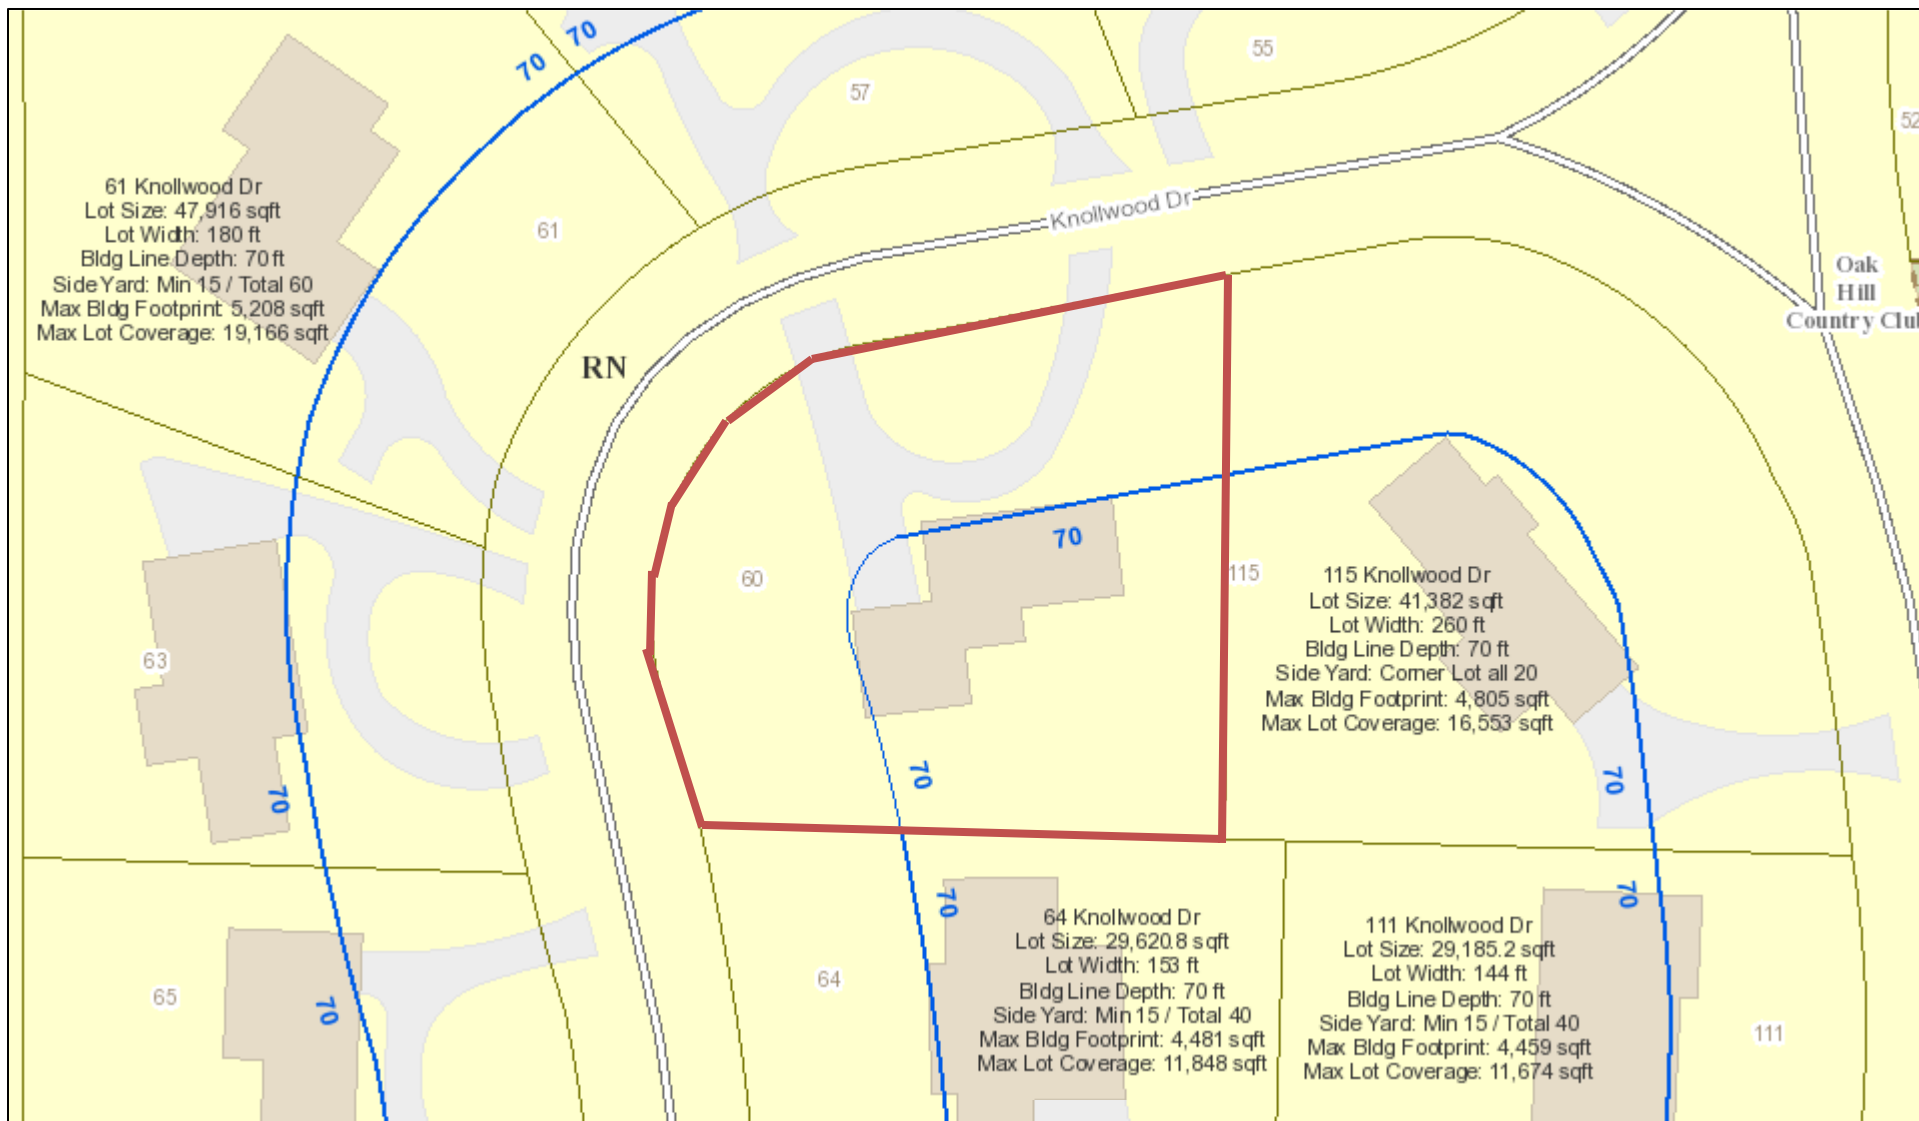 70
70
55
57
52
61 Knollwood Dr
Lot Size: 47,916 sqft
Lot Width: 180 ft
Bldg Line Depth: 70 ft
Side Yard: Min 15 / Total 60
Max Bldg Footprint: 5,208 sqft
Max Lot Coverage: 19,166 sqft
61
Knollwood Dr
Oak
Hill
Country Club
RN
70
60
115
115 Knollwood Dr
Lot Size: 41,382 sqft
Lot Width: 260 ft
Bldg Line Depth: 70 ft
Side Yard: Corner Lot all 20
Max Bldg Footprint: 4,805 sqft
Max Lot Coverage: 16,553 sqft
63
70
70
70
70
70
64 Knollwood Dr
Lot Size: 29,620.8 sqft
Lot Width: 153 ft
Bldg Line Depth: 70 ft
Side Yard: Min 15 / Total 40
Max Bldg Footprint: 4,481 sqft
Max Lot Coverage: 11,848 sqft
111 Knollwood Dr
Lot Size: 29,185.2 sqft
Lot Width: 144 ft
Bldg Line Depth: 70 ft
Side Yard: Min 15 / Total 40
Max Bldg Footprint: 4,459 sqft
Max Lot Coverage: 11,674 sqft
65
70
64
111